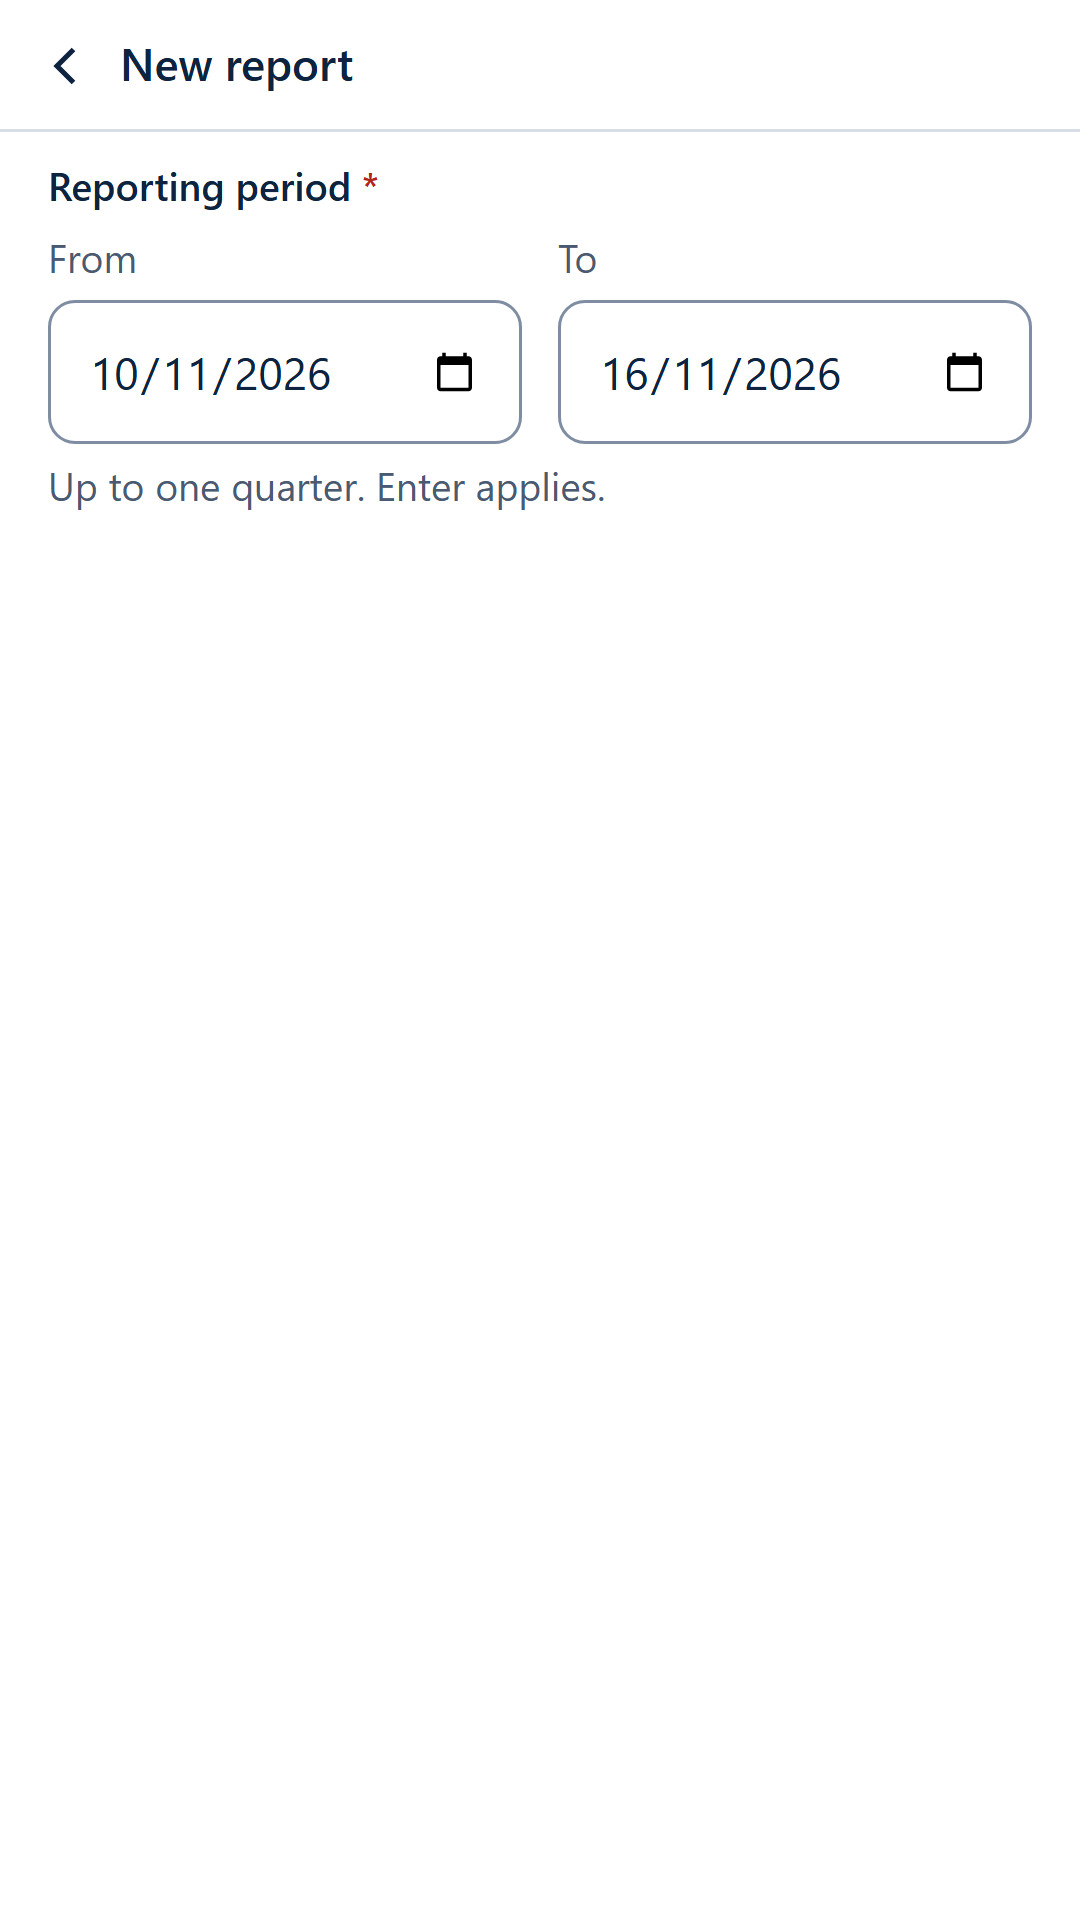 New report
Reporting period *
From To
10/11/2026 16/11/2026
Up to one quarter. Enter applies.